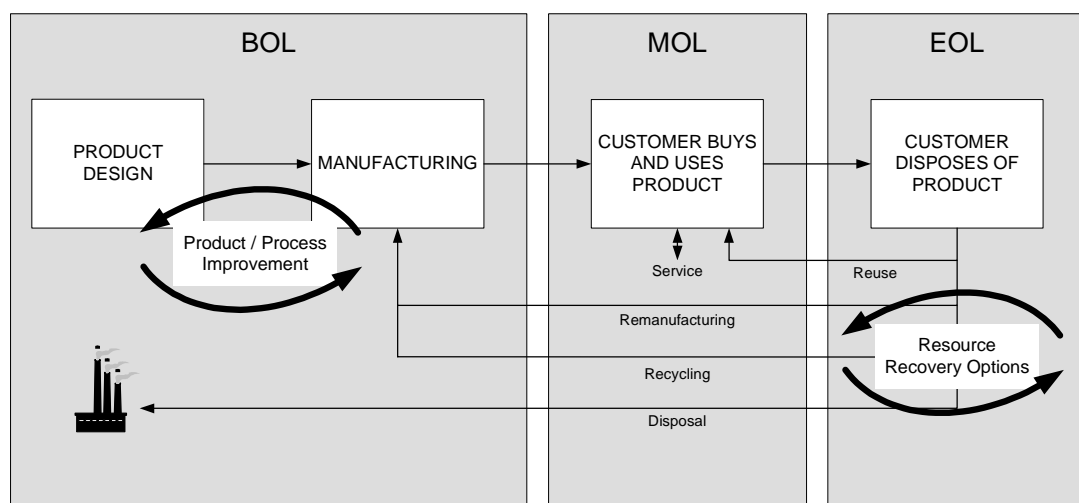 BOL
MOL
EOL
PRODUCT
DESIGN
MANUFACTURING
CUSTOMER BUYS
AND USES
PRODUCT
CUSTOMER
DISPOSES OF
PRODUCT
Product / Process
Improvement
Service
Reuse
Remanufacturing
Resource
Recovery Options
Recycling
Disposal